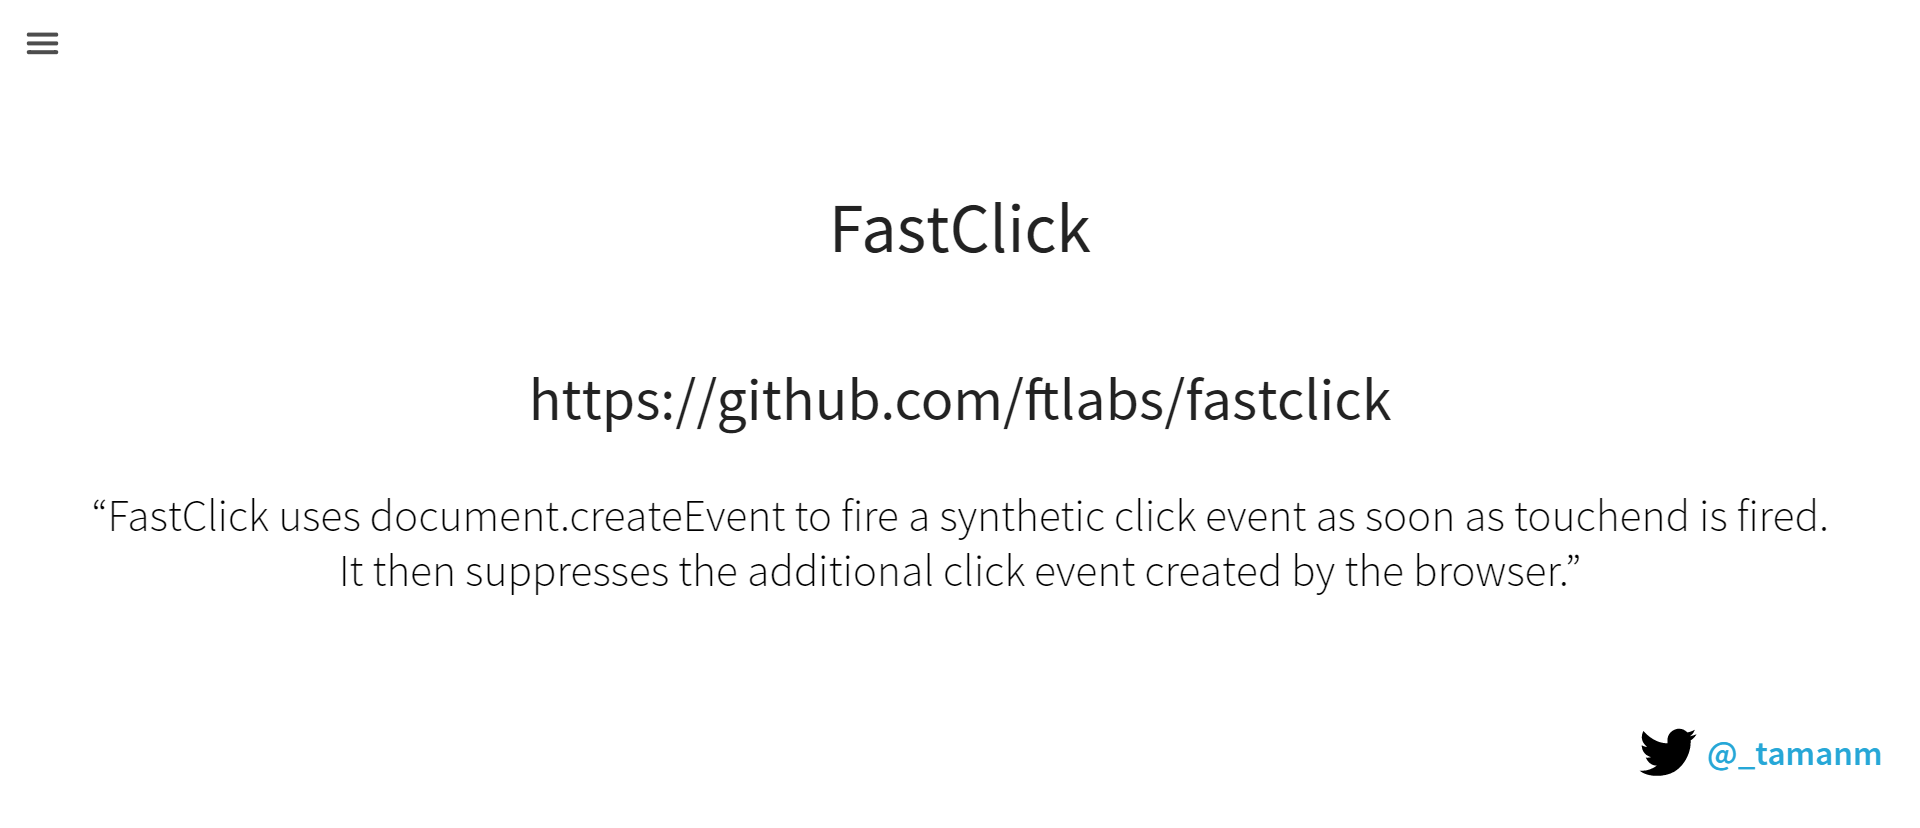 FastClick
https://github.com/ftlabs/fastclick
“FastClick uses document.createEvent to fire a synthetic click event as soon as touchend is fired.
It then suppresses the additional click event created by the browser.”
@_tamanm